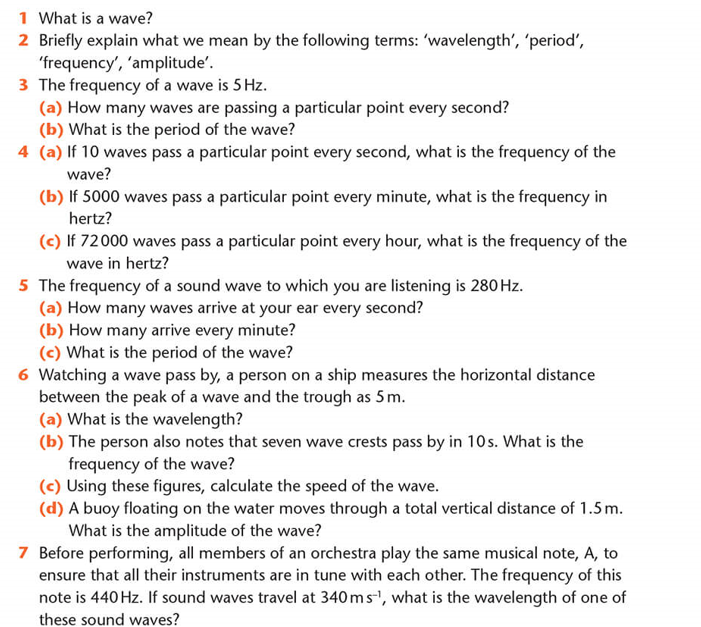 1 What is a wave?
2 Briefly explain what we mean by the following terms: ‘wavelength’, ‘period’,
‘frequency’, ‘amplitude’.
3 The frequency of a wave is 5 Hz.
(a) How many waves are passing a particular point every second?
(b) What is the period of the wave?
4 (a) If 10 waves pass a particular point every second, what is the frequency of the
wave?
(b) If 5000 waves pass a particular point every minute, what is the frequency in
hertz?
(c) If 72 000 waves pass a particular point every hour, what is the frequency of the
wave in hertz?
5 The frequency of a sound wave to which you are listening is 280 Hz.
(a) How many waves arrive at your ear every second?
(b) How many arrive every minute?
(c) What is the period of the wave?
6 Watching a wave pass by, a person on a ship measures the horizontal distance
between the peak of a wave and the trough as 5 m.
(a) What is the wavelength?
(b) The person also notes that seven wave crests pass by in 10 s. What is the
frequency of the wave?
(c) Using these figures, calculate the speed of the wave.
(d) A buoy floating on the water moves through a total vertical distance of 1.5 m.
What is the amplitude of the wave?
7 Before performing, all members of an orchestra play the same musical note, A, to
ensure that all their instruments are in tune with each other. The frequency of this
note is 440 Hz. If sound waves travel at 340 m s⁻¹, what is the wavelength of one of
these sound waves?